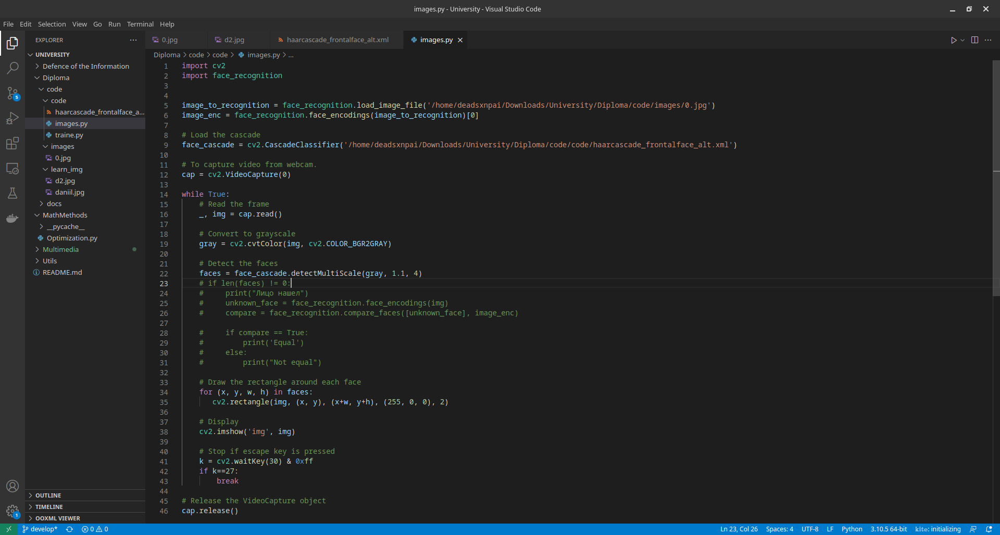 images.py - University - Visual Studio Code
File Edit Selection View Go Run Terminal Help
EXPLORER
UNIVERSITY
Defence of the Information
Diploma
code
code
haarcascade_frontalface_a...
images.py
traine.py
images
0.jpg
learn_img
d2.jpg
daniil.jpg
docs
MathMethods
__pycache__
Optimization.py
Multimedia
Utils
README.md
OUTLINE
TIMELINE
OOXML VIEWER
5
1
0.jpg d2.jpg haarcascade_frontalface_alt.xml images.py
Diploma > code > code > images.py > ...
1 import cv2
2 import face_recognition
3
4
5 image_to_recognition = face_recognition.load_image_file('/home/deadsxnpai/Downloads/University/Diploma/code/images/0.jpg')
6 image_enc = face_recognition.face_encodings(image_to_recognition)[0]
7
8 # Load the cascade
9 face_cascade = cv2.CascadeClassifier('/home/deadsxnpai/Downloads/University/Diploma/code/code/haarcascade_frontalface_alt.xml')
10
11 # To capture video from webcam.
12 cap = cv2.VideoCapture(0)
13
14 while True:
15 # Read the frame
16 _, img = cap.read()
17
18 # Convert to grayscale
19 gray = cv2.cvtColor(img, cv2.COLOR_BGR2GRAY)
20
21 # Detect the faces
22 faces = face_cascade.detectMultiScale(gray, 1.1, 4)
23 # if len(faces) != 0:
24 # print("Лицо нашел")
25 # unknown_face = face_recognition.face_encodings(img)
26 # compare = face_recognition.compare_faces([unknown_face], image_enc)
27
28 # if compare == True:
29 # print('Equal')
30 # else:
31 # print("Not equal")
32
33 # Draw the rectangle around each face
34 for (x, y, w, h) in faces:
35 cv2.rectangle(img, (x, y), (x+w, y+h), (255, 0, 0), 2)
36
37 # Display
38 cv2.imshow('img', img)
39
40 # Stop if escape key is pressed
41 k = cv2.waitKey(30) & 0xff
42 if k==27:
43 break
44
45 # Release the VideoCapture object
46 cap.release()
develop* 0 0 Ln 23, Col 26 Spaces: 4 UTF-8 LF Python 3.10.5 64-bit kite: initializing